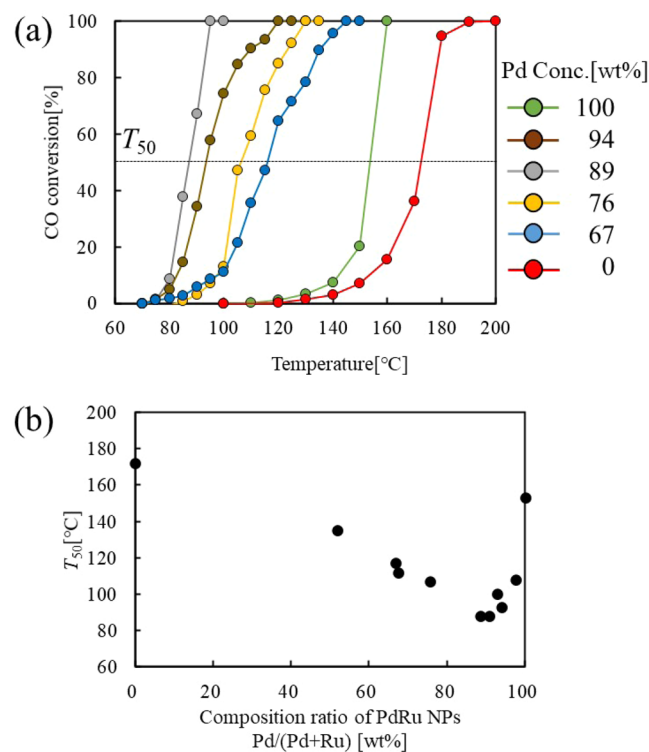 (a)
100
80
60
40
20
0
CO conversion[%]
T50
60 80 100 120 140 160 180 200
Temperature[℃]
Pd Conc.[wt%]
100
94
89
76
67
0
(b)
200
180
160
140
120
100
80
60
T50[℃]
0 20 40 60 80 100
Composition ratio of PdRu NPs
Pd/(Pd+Ru) [wt%]